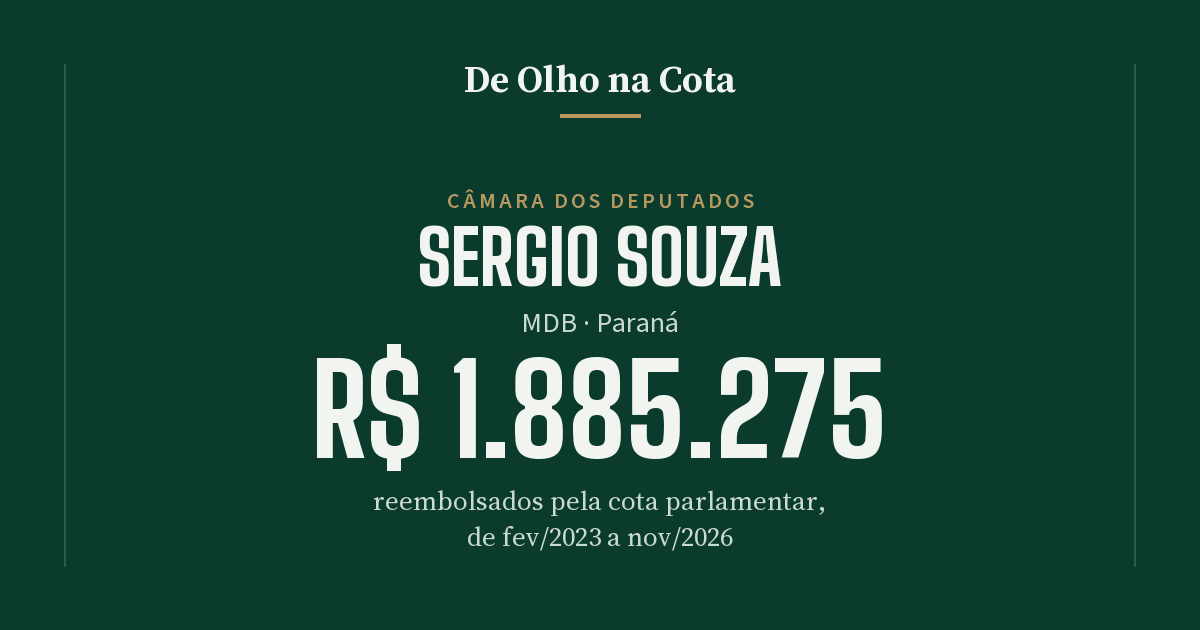 De Olho na Cota
CÂMARA DOS DEPUTADOS
SERGIO SOUZA
MDB · Paraná
R$ 1.885.275
reembolsados pela cota parlamentar,
de fev/2023 a nov/2026